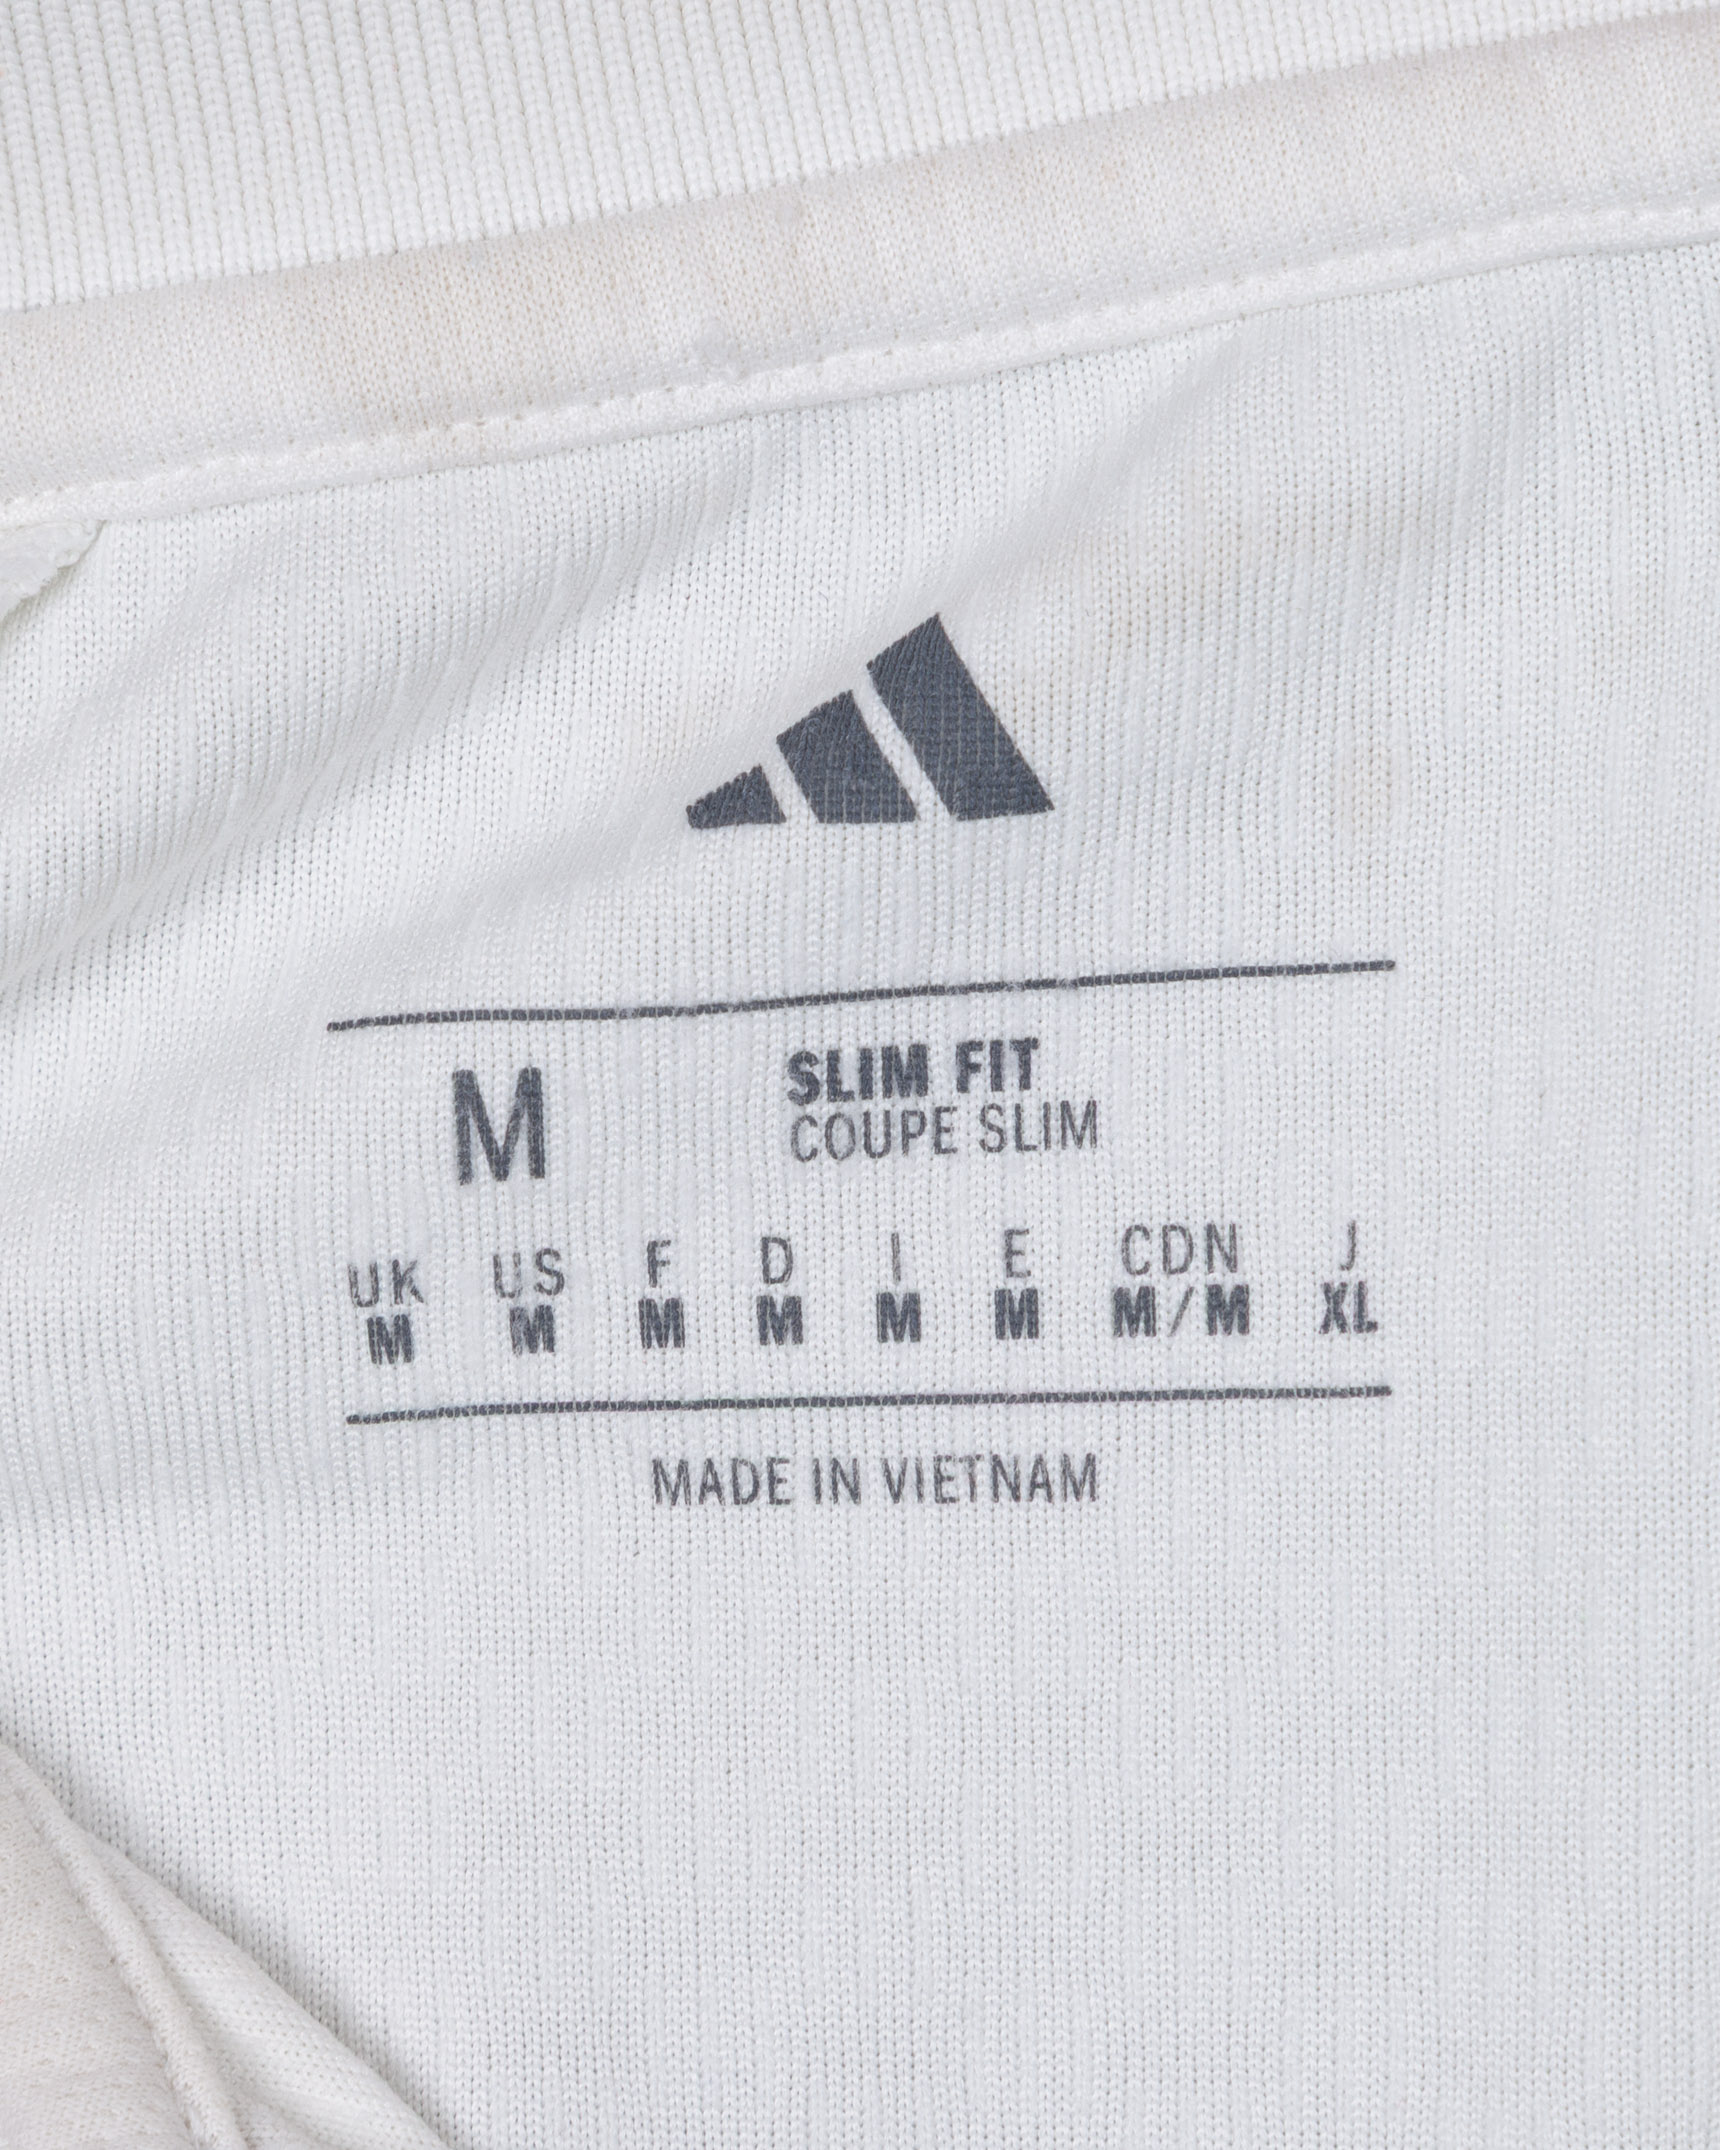 M
SLIM FIT
COUPE SLIM
UK US F D I E CDN J
M M M M M M M/M XL
MADE IN VIETNAM